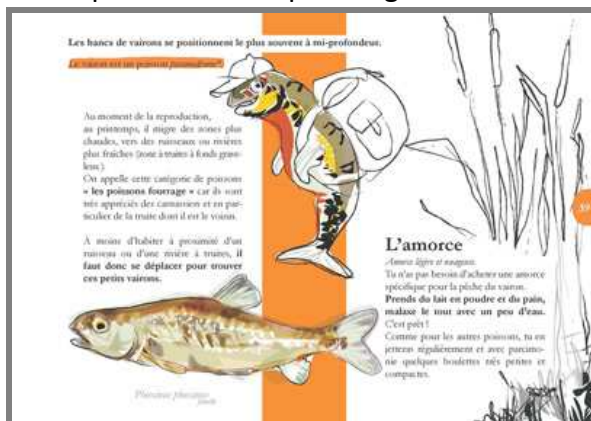 Les bancs de vairons se positionnent le plus souvent à mi-profondeur.
Le vairon est un poisson
Au moment de la reproduction,
au printemps, il migre des zones plus
chaudes, vers des ruisseaux ou rivières
plus fraîches (zone à truites à fonds grave-
leux).
On appelle cette catégorie de poissons
« les poissons fourrage » car ils sont
très appréciés des carnassiers et en par-
ticulier de la truite dont il est le voisin.
À moins d'habiter à proximité d'un
ruisseau ou d'une rivière à truites, il
faut donc se déplacer pour trouver
ces petits vairons.
Phoxinus phoxinus
59
L'amorce
Amorce légère et nuageuse.
Tu n'as pas besoin d'acheter une amorce
spécifique pour la pêche du vairon.
Prends du lait en poudre et du pain,
malaxe le tout avec un peu d'eau.
C'est prêt !
Comme pour les autres poissons, tu en
jetteras régulièrement et avec parcimo-
nie quelques boulettes très petites et
compactes.